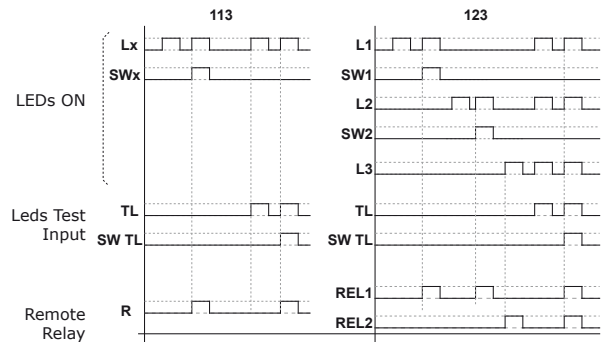 113
123
Lx
SWx
LEDs ON
TL
Leds Test
Input
SW TL
R
Remote
Relay
L1
SW1
L2
SW2
L3
TL
SW TL
REL1
REL2